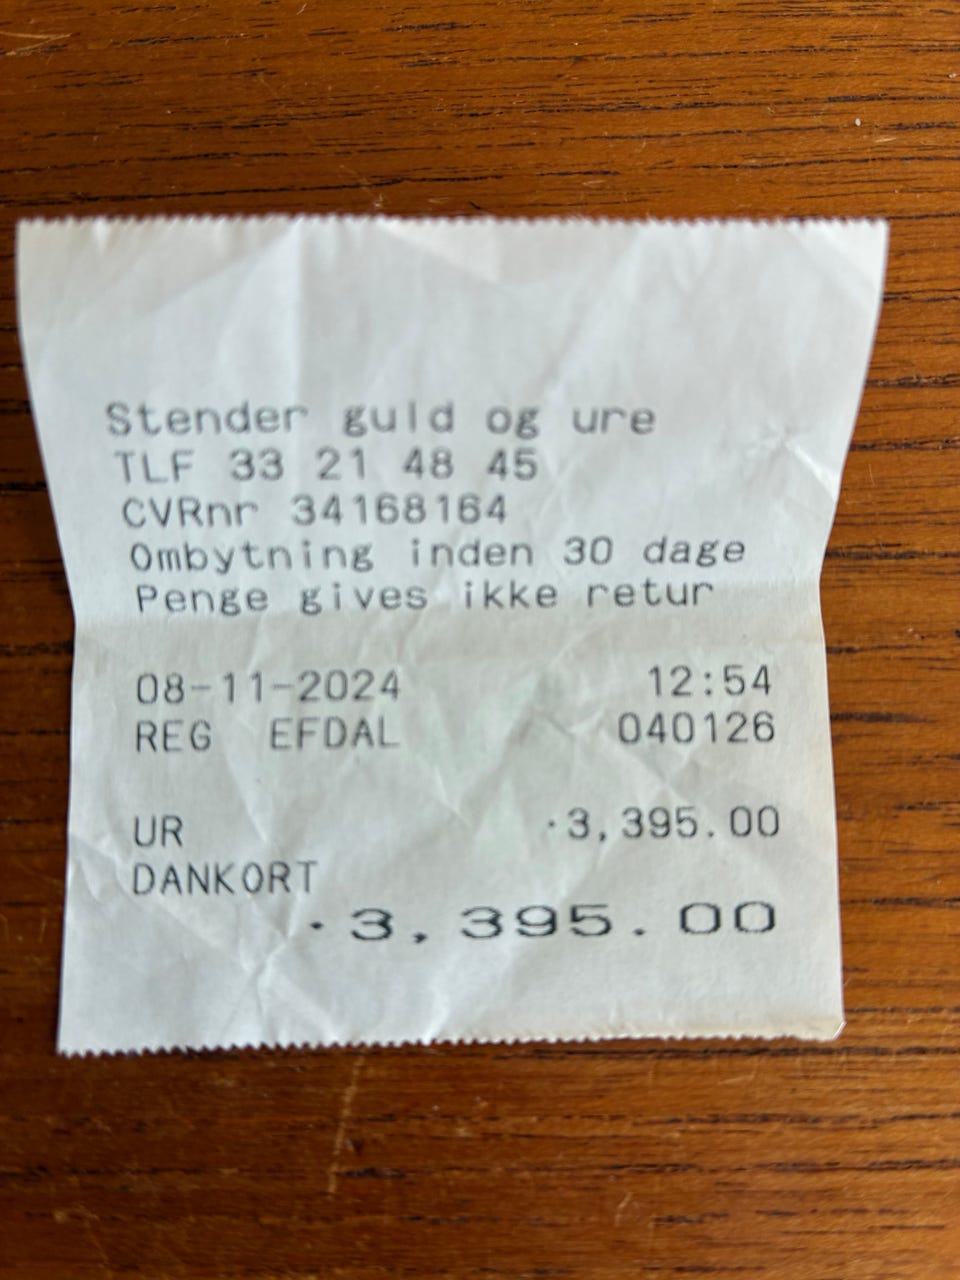 Stender guld og ure
TLF 33 21 48 45
CVRnr 34168164
Ombytning inden 30 dage
Penge gives ikke retur
08-11-2024 12:54
REG EFDAL 040126
UR ·3,395.00
DANKORT
·3,395.00